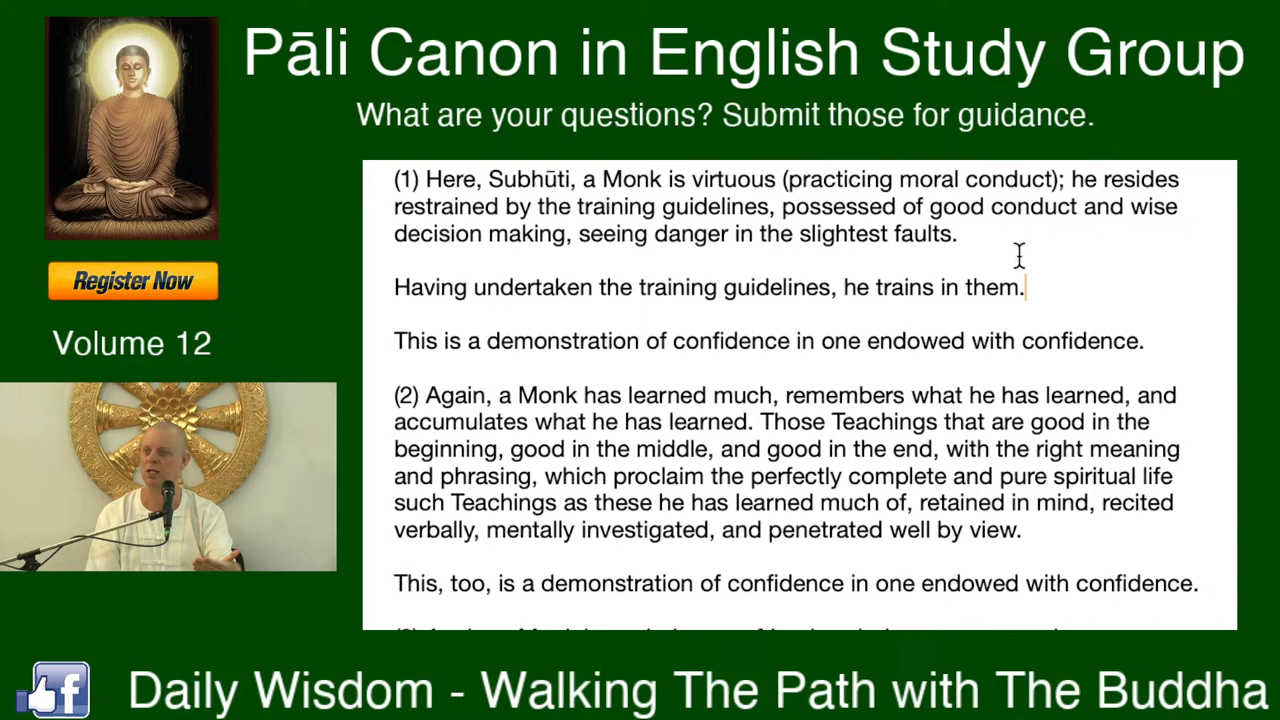 Pāli Canon in English Study Group
What are your questions? Submit those for guidance.
Register Now
Volume 12
(1) Here, Subhūti, a Monk is virtuous (practicing moral conduct); he resides
restrained by the training guidelines, possessed of good conduct and wise
decision making, seeing danger in the slightest faults.
Having undertaken the training guidelines, he trains in them.
This is a demonstration of confidence in one endowed with confidence.
(2) Again, a Monk has learned much, remembers what he has learned, and
accumulates what he has learned. Those Teachings that are good in the
beginning, good in the middle, and good in the end, with the right meaning
and phrasing, which proclaim the perfectly complete and pure spiritual life
such Teachings as these he has learned much of, retained in mind, recited
verbally, mentally investigated, and penetrated well by view.
This, too, is a demonstration of confidence in one endowed with confidence.
f
Daily Wisdom - Walking The Path with The Buddha